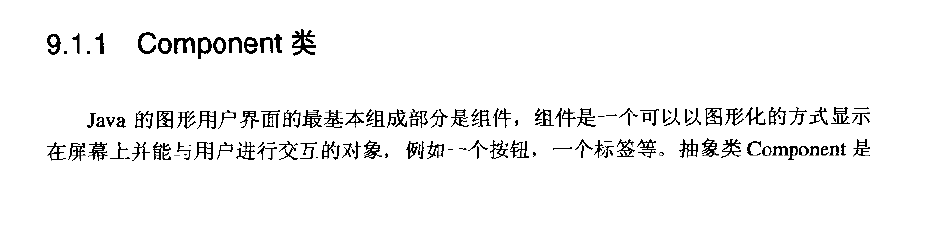 9.1.1 Component 类
Java 的图形用户界面的最基本组成部分是组件，组件是一个可以以图形化的方式显示
在屏幕上并能与用户进行交互的对象，例如一个按钮，一个标签等。抽象类 Component 是